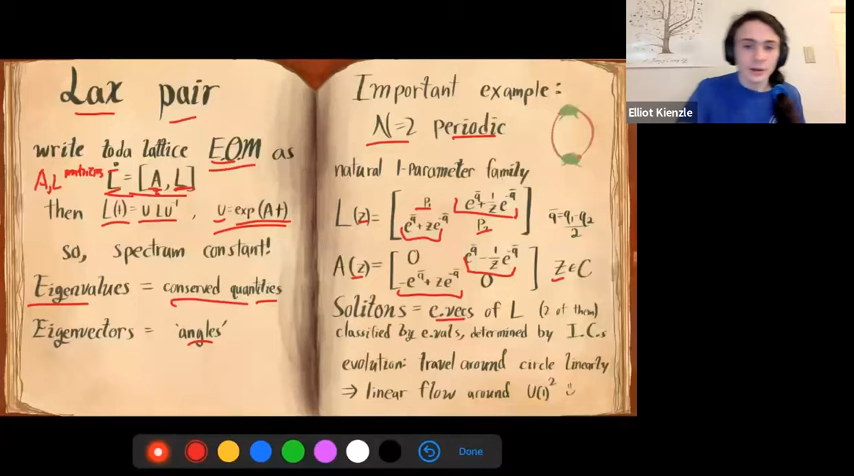 Lax pair
write toda lattice EOM as
A,L matrices L̇ = [A, L]
then L(t) = U L U⁻¹, U = exp(At)
so, spectrum constant!
Eigenvalues = conserved quantities
Eigenvectors = 'angles'
Important example:
N=2 periodic
natural 1-parameter family
L(z) = [ P₁ e^q̄ + 1/z e^-q̄
e^q̄ + z e^-q̄ P₂ ] q̄ = q₁-q₂/2
A(z) = [ 0 e^q̄ - 1/z e^q̄
-e^q̄ + z e^-q̄ 0 ] z ∈ C
Solitons = e.vecs of L (2 of them)
classified by e.vals, determined by I.C.s
evolution: travel around circle linearly
⇒ linear flow around U(1)² :)
Elliot Kienzle
Done